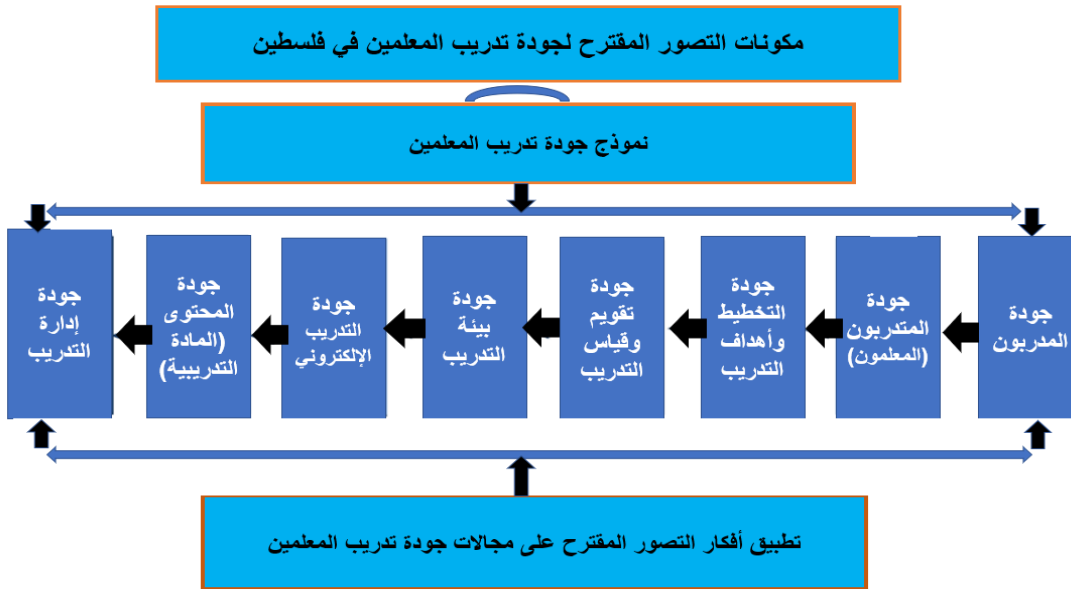 مكونات التصور المقترح لجودة تدريب المعلمين في فلسطين
نموذج جودة تدريب المعلمين
جودة
المدربون
جودة
المتدربون
(المعلمون)
جودة
التخطيط
وأهداف
التدريب
جودة
تقويم
وقياس
التدريب
جودة
بيئة
التدريب
جودة
التدريب
الإلكتروني
جودة
المحتوى
(المادة
التدريبية)
جودة
إدارة
التدريب
تطبيق أفكار التصور المقترح على مجالات جودة تدريب المعلمين